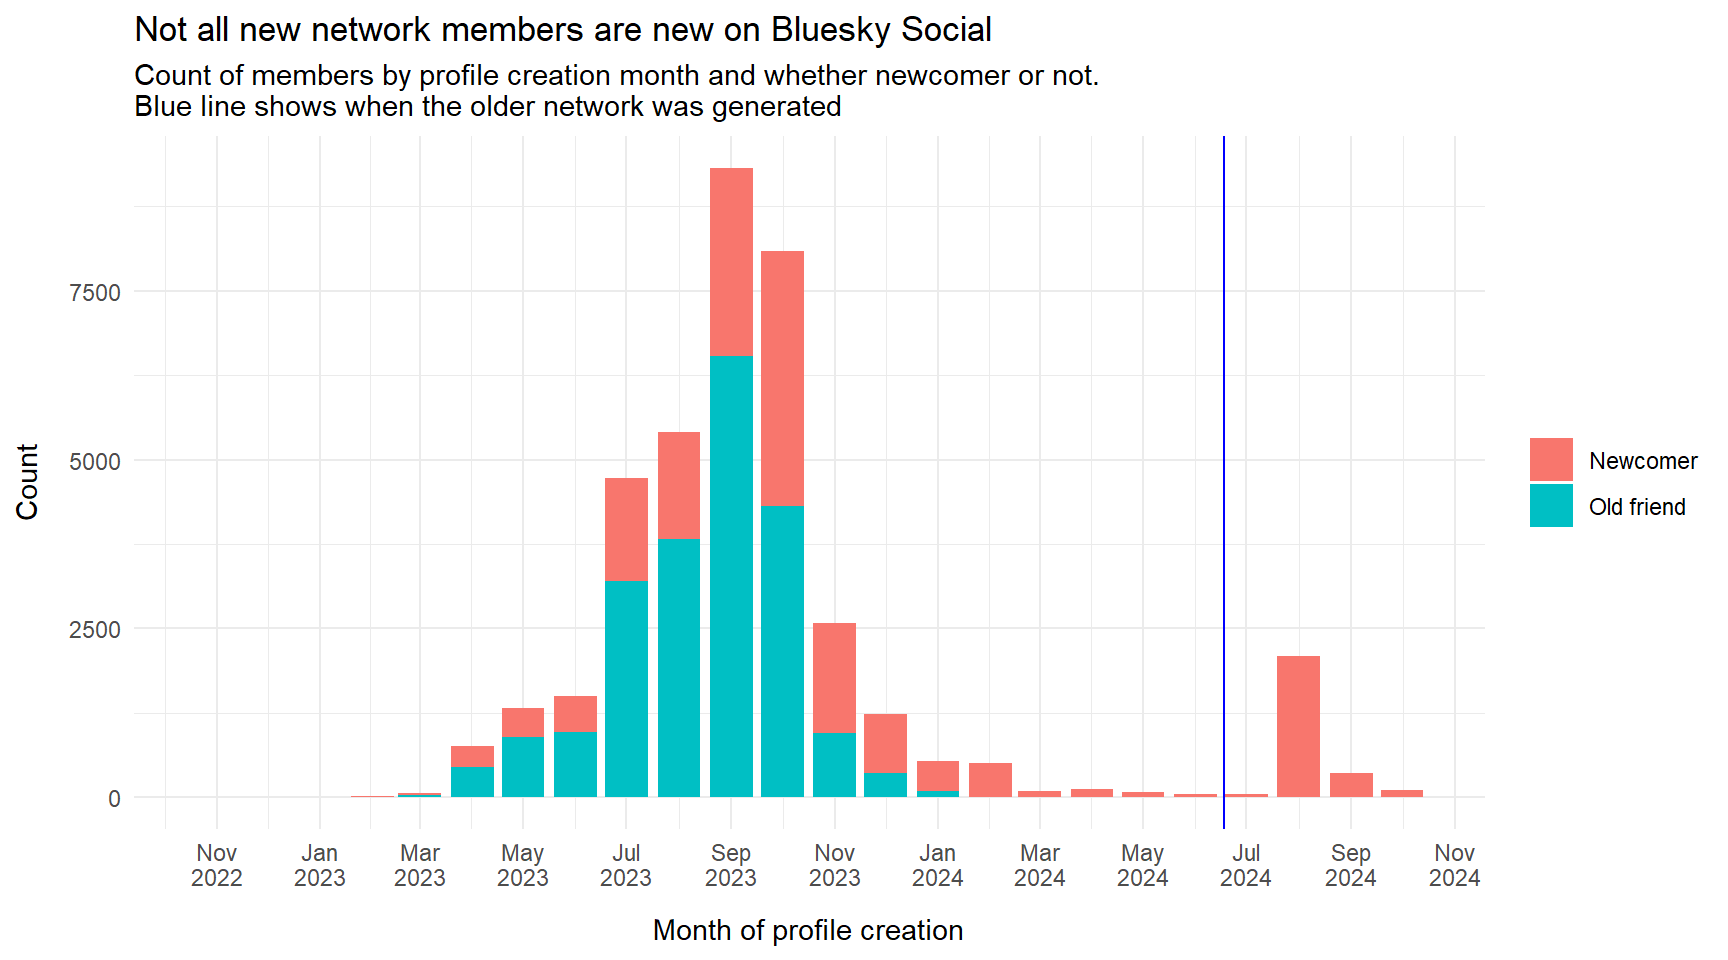 Not all new network members are new on Bluesky Social
Count of members by profile creation month and whether newcomer or not.
Blue line shows when the older network was generated
Count
7500
5000
2500
0
Newcomer
Old friend
Nov Jan Mar May Jul Sep Nov Jan Mar May Jul Sep Nov
2022 2023 2023 2023 2023 2023 2023 2024 2024 2024 2024 2024 2024
Month of profile creation